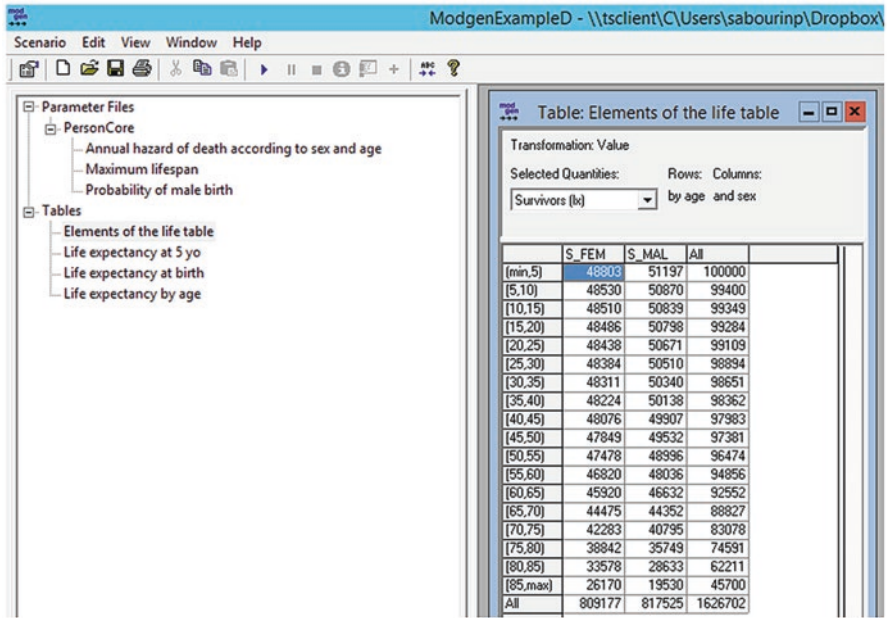 mod
gen
ModgenExampleD - \\tsclient\C\Users\sabourinp\Dropbox\
Scenario Edit View Window Help
ABC
Parameter Files
PersonCore
Annual hazard of death according to sex and age
Maximum lifespan
Probability of male birth
Tables
Elements of the life table
Life expectancy at 5 yo
Life expectancy at birth
Life expectancy by age
mod
gen
Table: Elements of the life table
Transformation: Value
Selected Quantities: Rows: Columns:
Survivors (lx) by age and sex
S_FEM S_MAL All
(min,5) 48803 51197 100000
[5,10) 48530 50870 99400
[10,15) 48510 50839 99349
[15,20) 48486 50798 99284
[20,25) 48438 50671 99109
[25,30) 48384 50510 98894
[30,35) 48311 50340 98651
[35,40) 48224 50138 98362
[40,45) 48076 49907 97983
[45,50) 47849 49532 97381
[50,55) 47478 48996 96474
[55,60) 46820 48036 94856
[60,65) 45920 46632 92552
[65,70) 44475 44352 88827
[70,75) 42283 40795 83078
[75,80) 38842 35749 74591
[80,85) 33578 28633 62211
[85,max) 26170 19530 45700
All 809177 817525 1626702